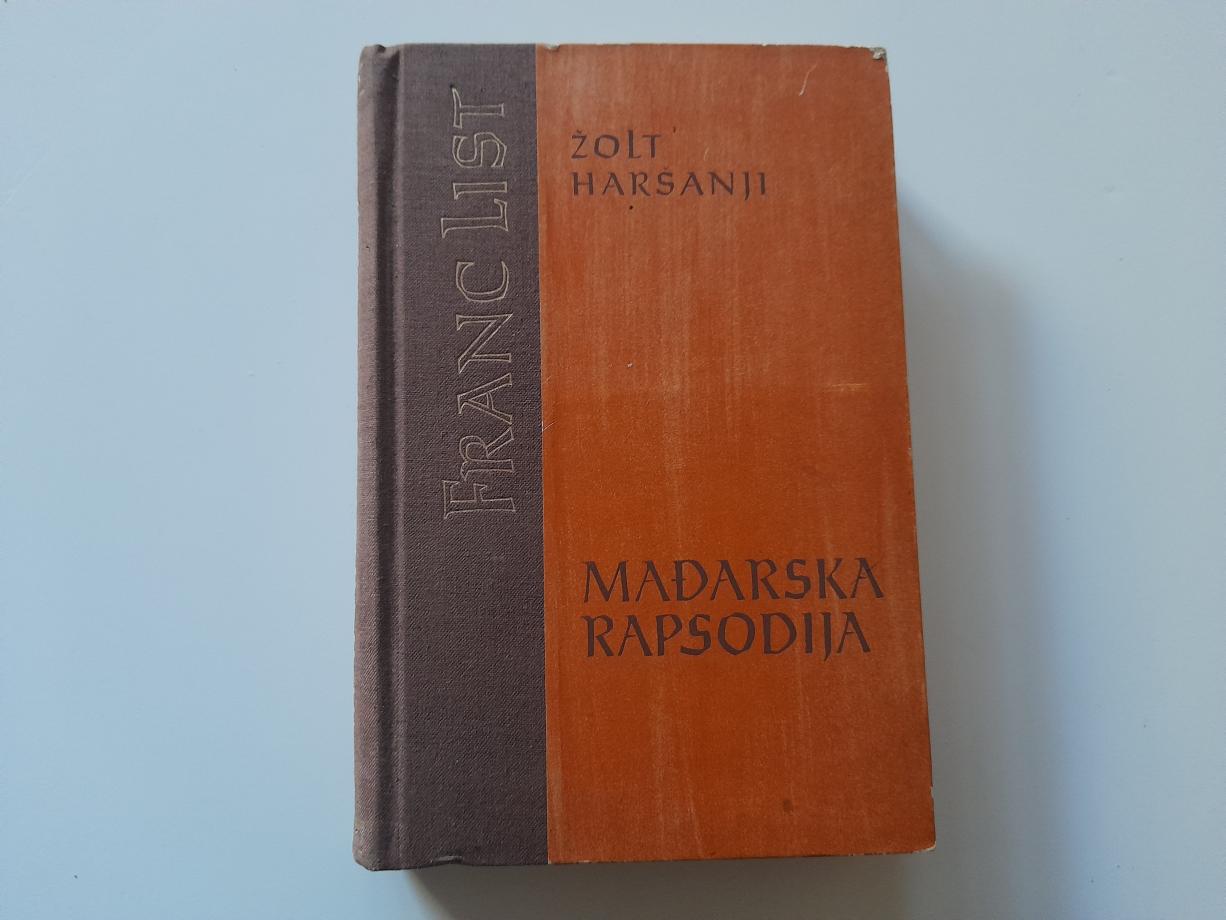 FRANC LIST
ŽOLT
HARŠANJI
MAĐARSKA
RAPSODIJA